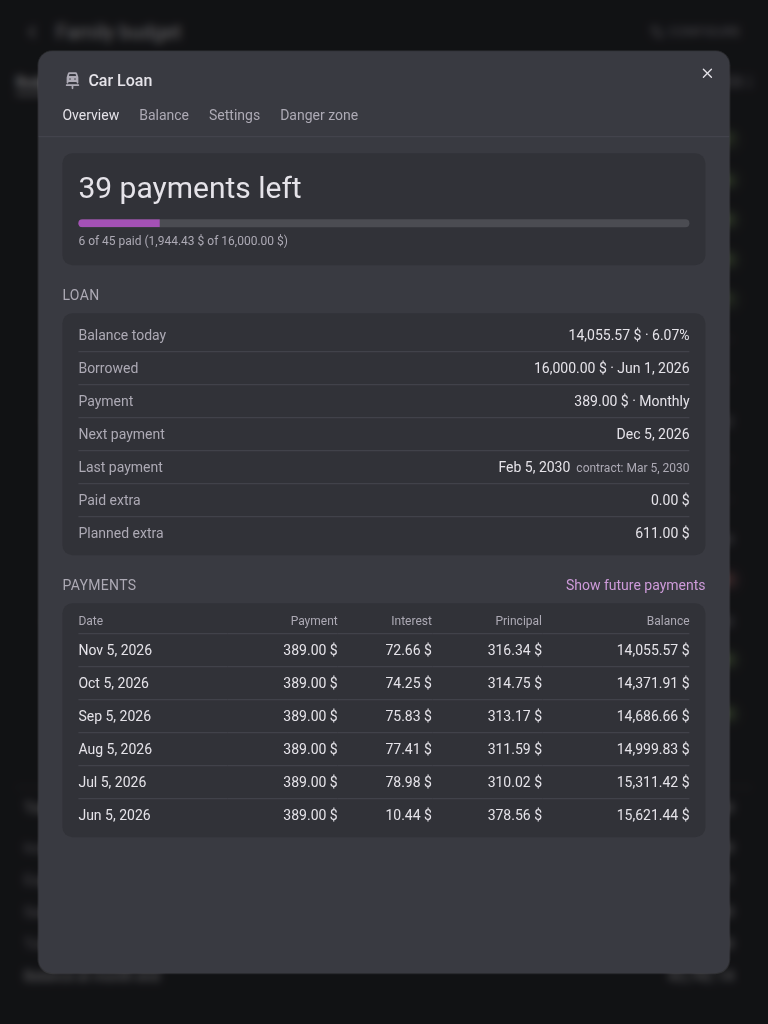 Family budget
Car Loan
Overview Balance Settings Danger zone
39 payments left
6 of 45 paid (1,944.43 $ of 16,000.00 $)
LOAN
Balance today 14,055.57 $ · 6.07%
Borrowed 16,000.00 $ · Jun 1, 2026
Payment 389.00 $ · Monthly
Next payment Dec 5, 2026
Last payment Feb 5, 2030 contract: Mar 5, 2030
Paid extra 0.00 $
Planned extra 611.00 $
PAYMENTS Show future payments
Date Payment Interest Principal Balance
Nov 5, 2026 389.00 $ 72.66 $ 316.34 $ 14,055.57 $
Oct 5, 2026 389.00 $ 74.25 $ 314.75 $ 14,371.91 $
Sep 5, 2026 389.00 $ 75.83 $ 313.17 $ 14,686.66 $
Aug 5, 2026 389.00 $ 77.41 $ 311.59 $ 14,999.83 $
Jul 5, 2026 389.00 $ 78.98 $ 310.02 $ 15,311.42 $
Jun 5, 2026 389.00 $ 10.44 $ 378.56 $ 15,621.44 $